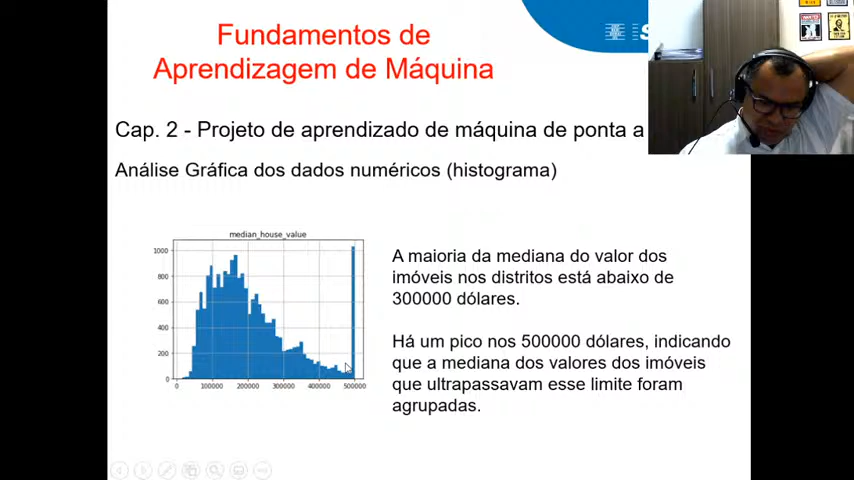 Fundamentos de
Aprendizagem de Máquina
Cap. 2 - Projeto de aprendizado de máquina de ponta a
Análise Gráfica dos dados numéricos (histograma)
median_house_value
1000
800
600
400
200
0
0 100000 200000 300000 400000 500000
A maioria da mediana do valor dos
imóveis nos distritos está abaixo de
300000 dólares.
Há um pico nos 500000 dólares, indicando
que a mediana dos valores dos imóveis
que ultrapassavam esse limite foram
agrupadas.